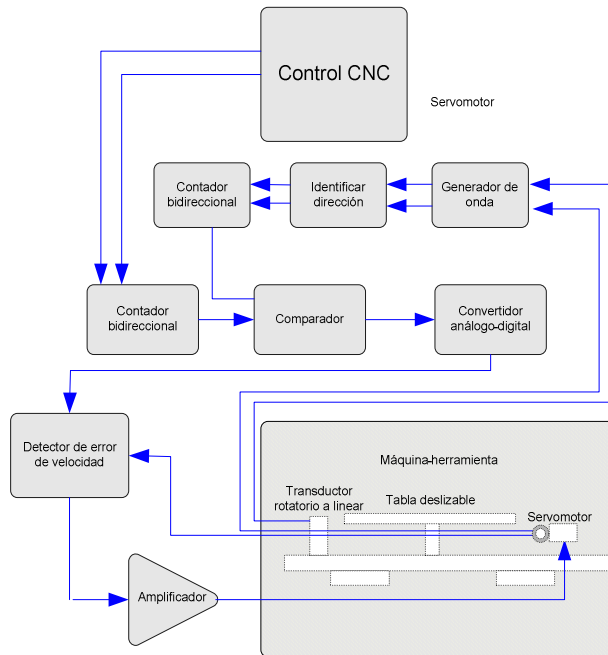 Control CNC
Servomotor
Contador
bidireccional
Identificar
dirección
Generador de
onda
Contador
bidireccional
Comparador
Convertidor
análogo-digital
Detector de error
de velocidad
Máquina-herramienta
Transductor
rotatorio a linear
Tabla deslizable
Servomotor
Amplificador